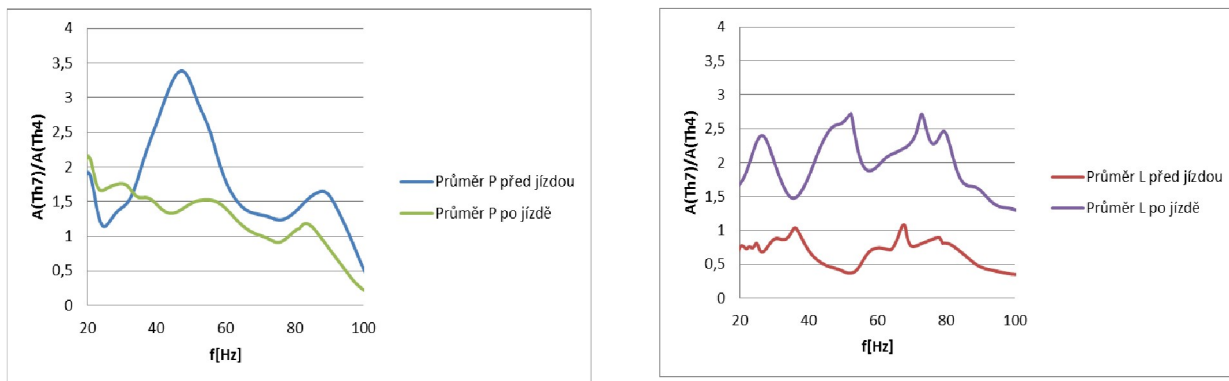 A(Th7)/A(Th4)
4
3,5
3
2,5
2
1,5
1
0,5
0
20 40 60 80 100
f[Hz]
Průměr P před jízdou
Průměr P po jízdě
A(Th7)/A(Th4)
4
3,5
3
2,5
2
1,5
1
0,5
0
20 40 60 80 100
f[Hz]
Průměr L před jízdou
Průměr L po jízdě